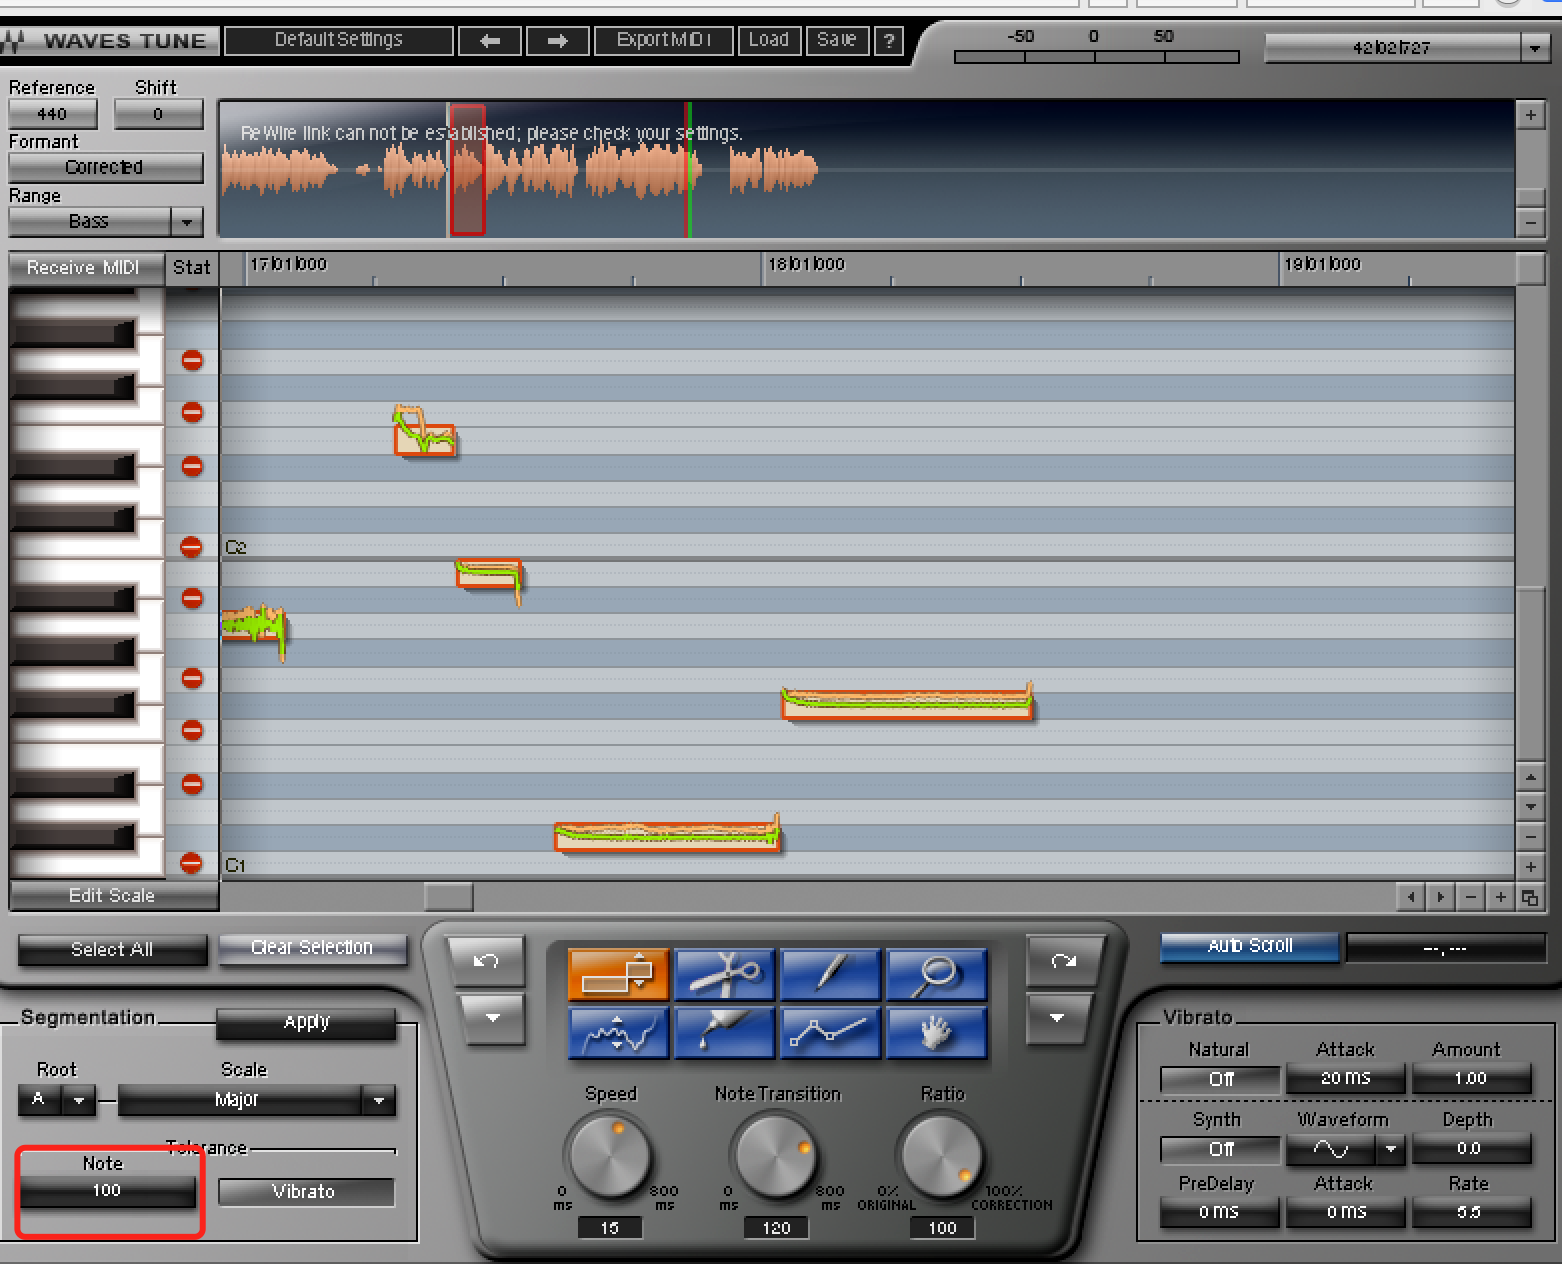 WAVES TUNE Default Settings Export MIDI Load Save ?
-50 0 50
42|02|727
Reference Shift
440 0
Formant
Corrected
Range
Bass
ReWire link can not be established; please check your settings.
Receive MIDI Stat 17|01|000 18|01|000 19|01|000
C2
C1
Edit Scale
Select All Clear Selection Auto Scroll --,---
Segmentation Apply
Root Scale
A Major
Tolerance
Note
100 Vibrato
Speed Note Transition Ratio
0 ms 800 ms 0 ms 800 ms 0% ORIGINAL 100% CORRECTION
15 120 100
Vibrato
Natural Attack Amount
Off 20 ms 1.00
Synth Waveform Depth
Off 0.0
PreDelay Attack Rate
0 ms 0 ms 5.5